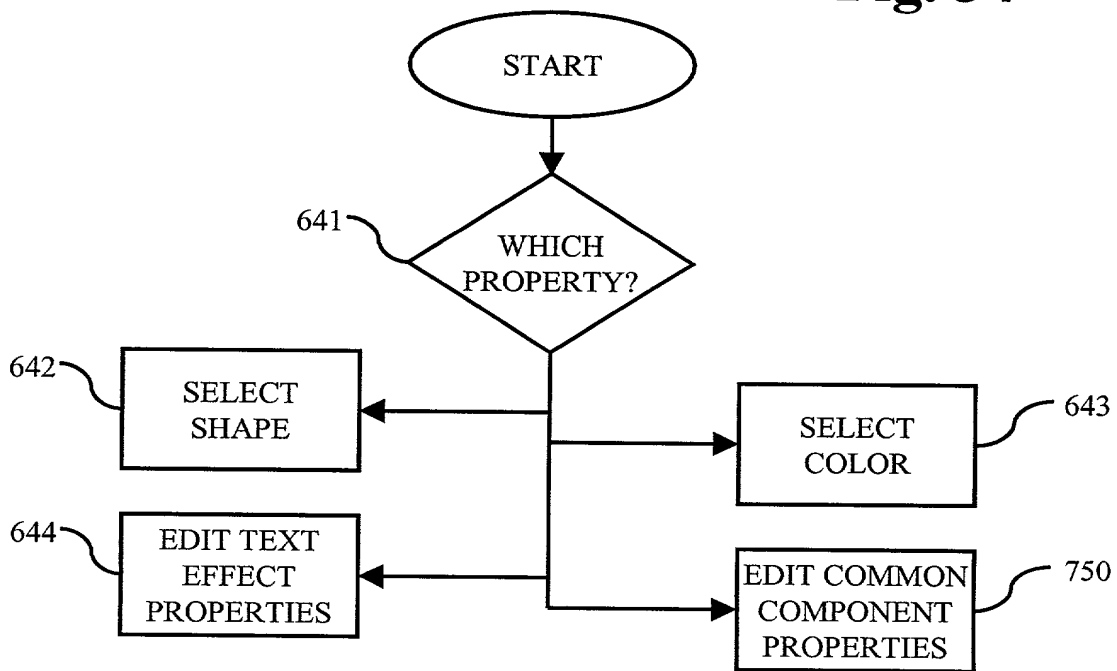 START
641
WHICH
PROPERTY?
642
SELECT
SHAPE
643
SELECT
COLOR
644
EDIT TEXT
EFFECT
PROPERTIES
750
EDIT COMMON
COMPONENT
PROPERTIES